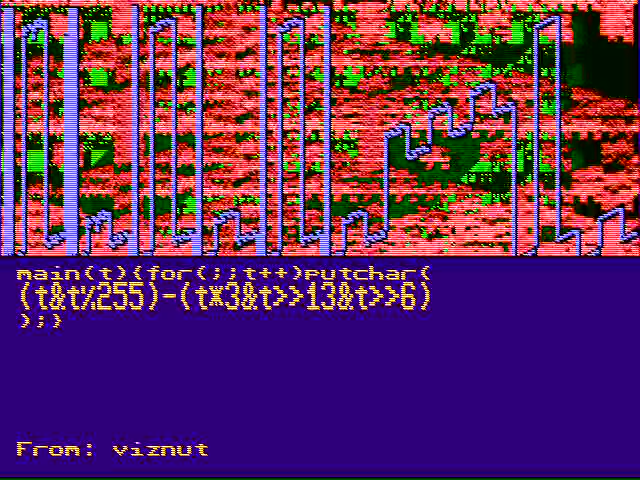 main(t){for(;;t++)putchar(
(t&t%255)-(t*3&t>>13&t>>6)
);}
From: viznut